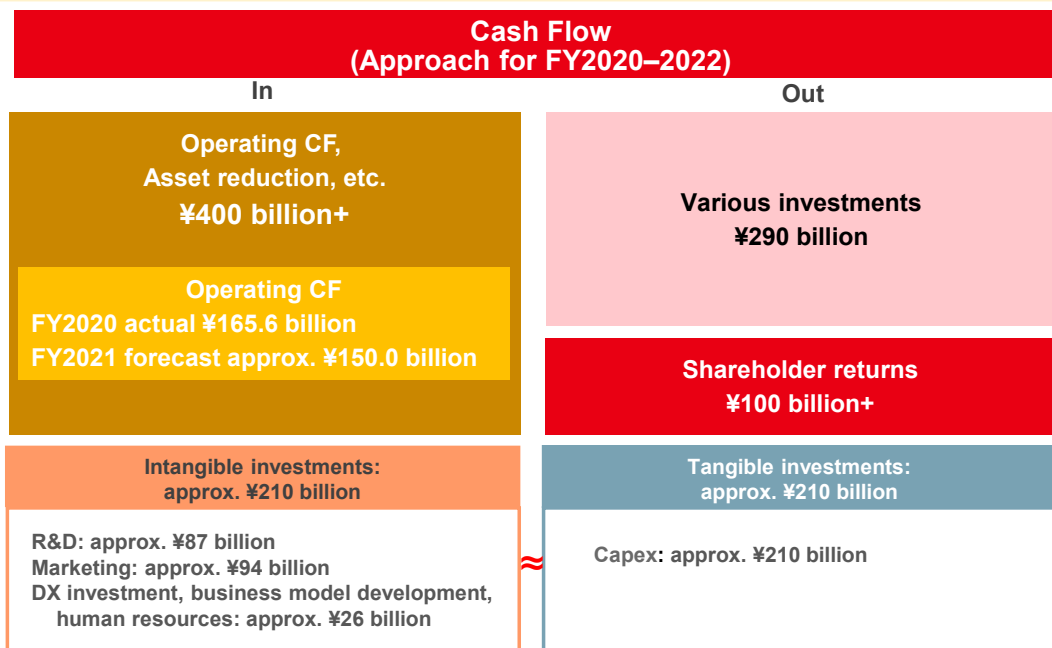 Cash Flow
(Approach for FY2020–2022)
In
Out
Operating CF,
Asset reduction, etc.
¥400 billion+
Operating CF
FY2020 actual ¥165.6 billion
FY2021 forecast approx. ¥150.0 billion
Various investments
¥290 billion
Shareholder returns
¥100 billion+
Intangible investments:
approx. ¥210 billion
R&D: approx. ¥87 billion
Marketing: approx. ¥94 billion
DX investment, business model development,
human resources: approx. ¥26 billion
≈
Tangible investments:
approx. ¥210 billion
Capex: approx. ¥210 billion